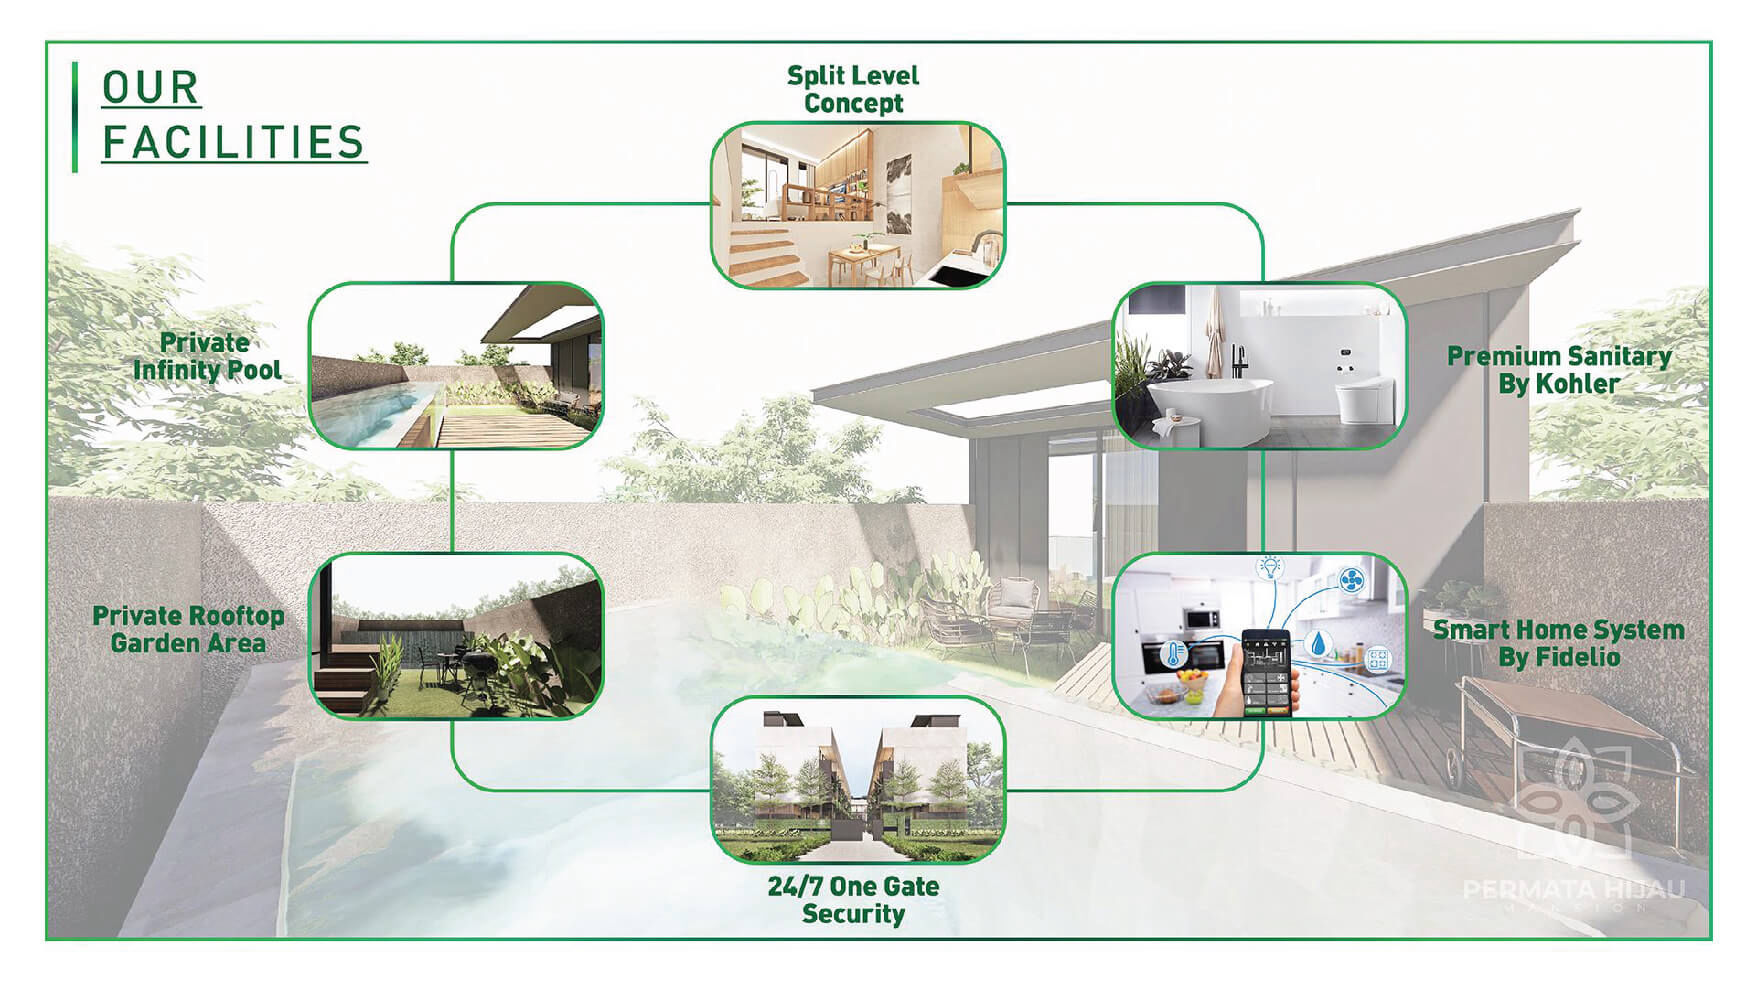 OUR
FACILITIES
Split Level
Concept
Private
Infinity Pool
Premium Sanitary
By Kohler
Private Rooftop
Garden Area
Smart Home System
By Fidelio
24/7 One Gate
Security
PERMATA HIJAU
MANSION